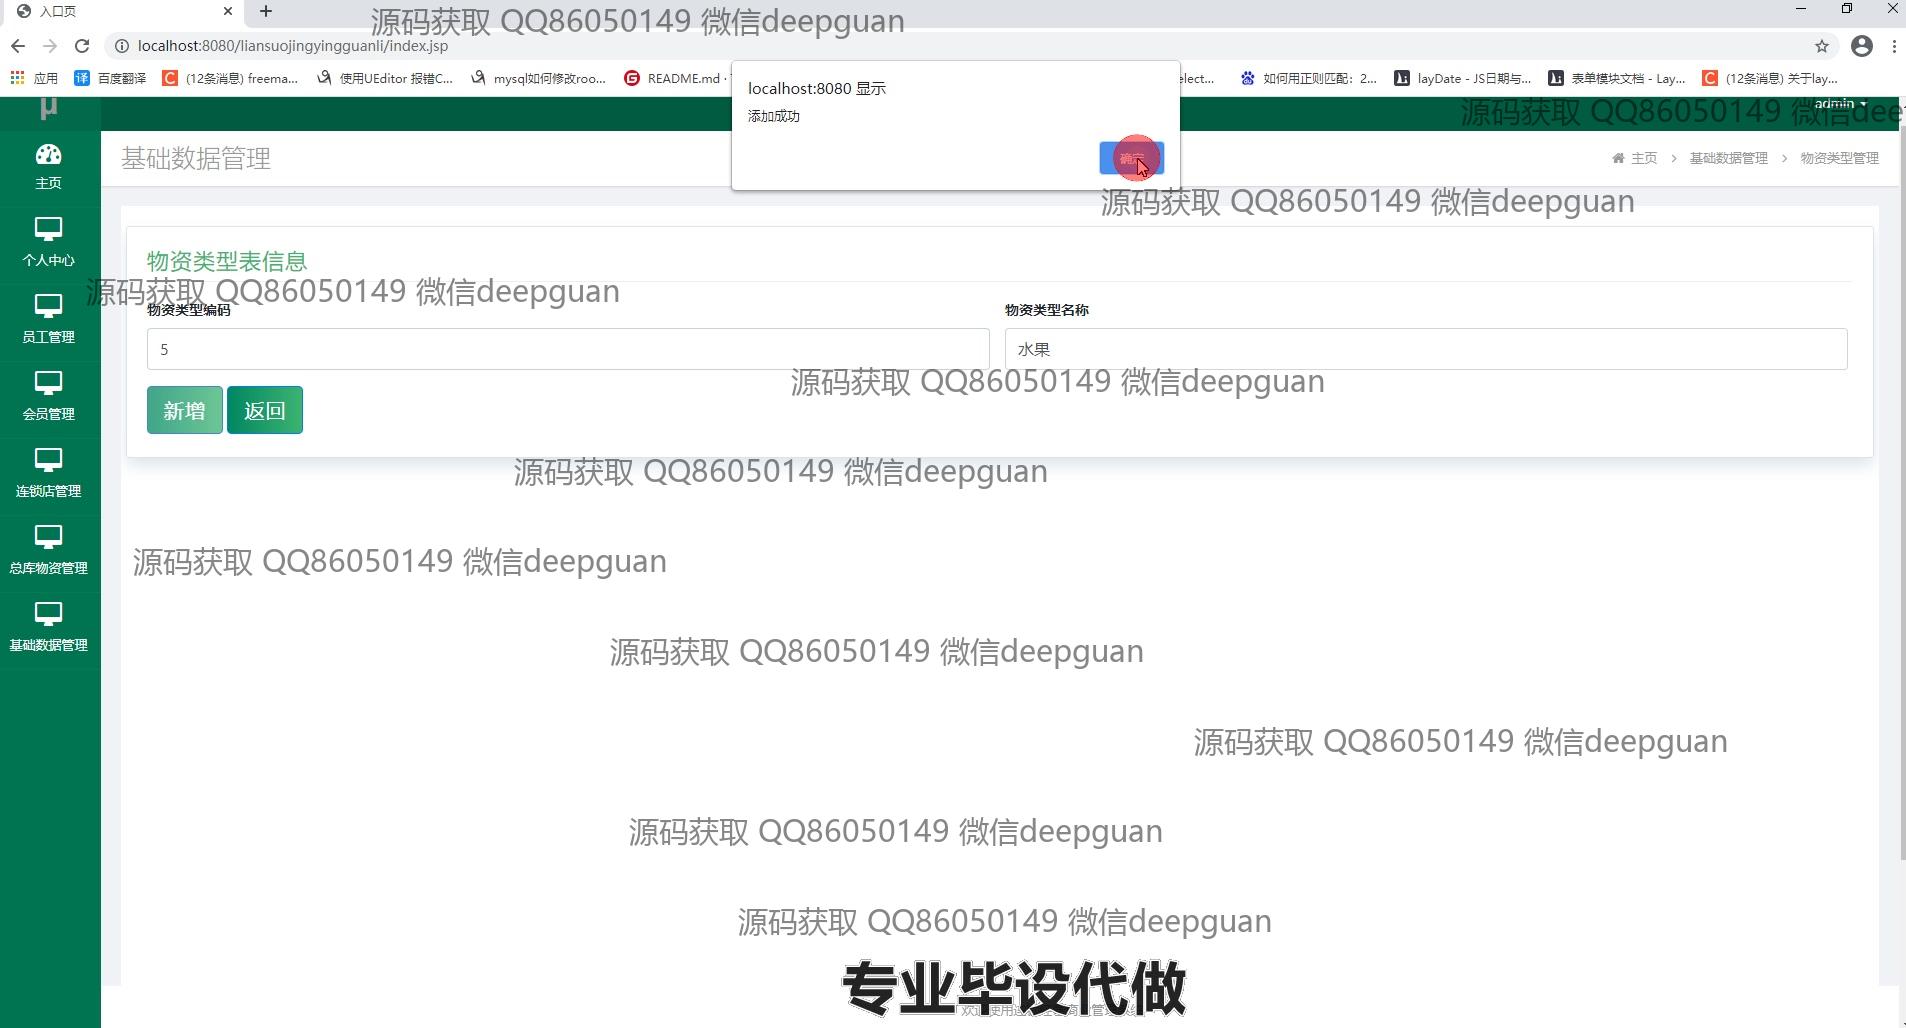 入口页
源码获取 QQ86050149 微信deepguan
localhost:8080/liansuojingyingguanli/index.jsp
应用
百度翻译
(12条消息) freema...
使用UEditor 报错C...
mysql如何修改roo...
README.md ·
elect...
如何用正则匹配：2...
layDate - JS日期与...
表单模块文档 - Lay...
(12条消息) 关于lay...
localhost:8080 显示
添加成功
确定
μ
admin
源码获取 QQ86050149 微信deep
基础数据管理
主页 > 基础数据管理 > 物资类型管理
源码获取 QQ86050149 微信deepguan
主页
个人中心
员工管理
会员管理
连锁店管理
总库物资管理
基础数据管理
物资类型表信息
源码获取 QQ86050149 微信deepguan
物资类型编码
物资类型名称
5
水果
源码获取 QQ86050149 微信deepguan
新增
返回
源码获取 QQ86050149 微信deepguan
源码获取 QQ86050149 微信deepguan
源码获取 QQ86050149 微信deepguan
源码获取 QQ86050149 微信deepguan
源码获取 QQ86050149 微信deepguan
源码获取 QQ86050149 微信deepguan
专业毕设代做